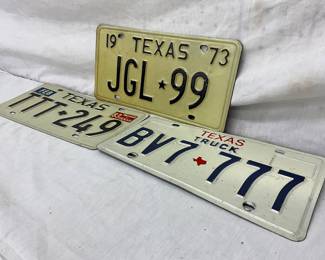 19 TEXAS 73
JGL★99
TEXAS
TTT★249
TEXAS
TRUCK
BV7 777